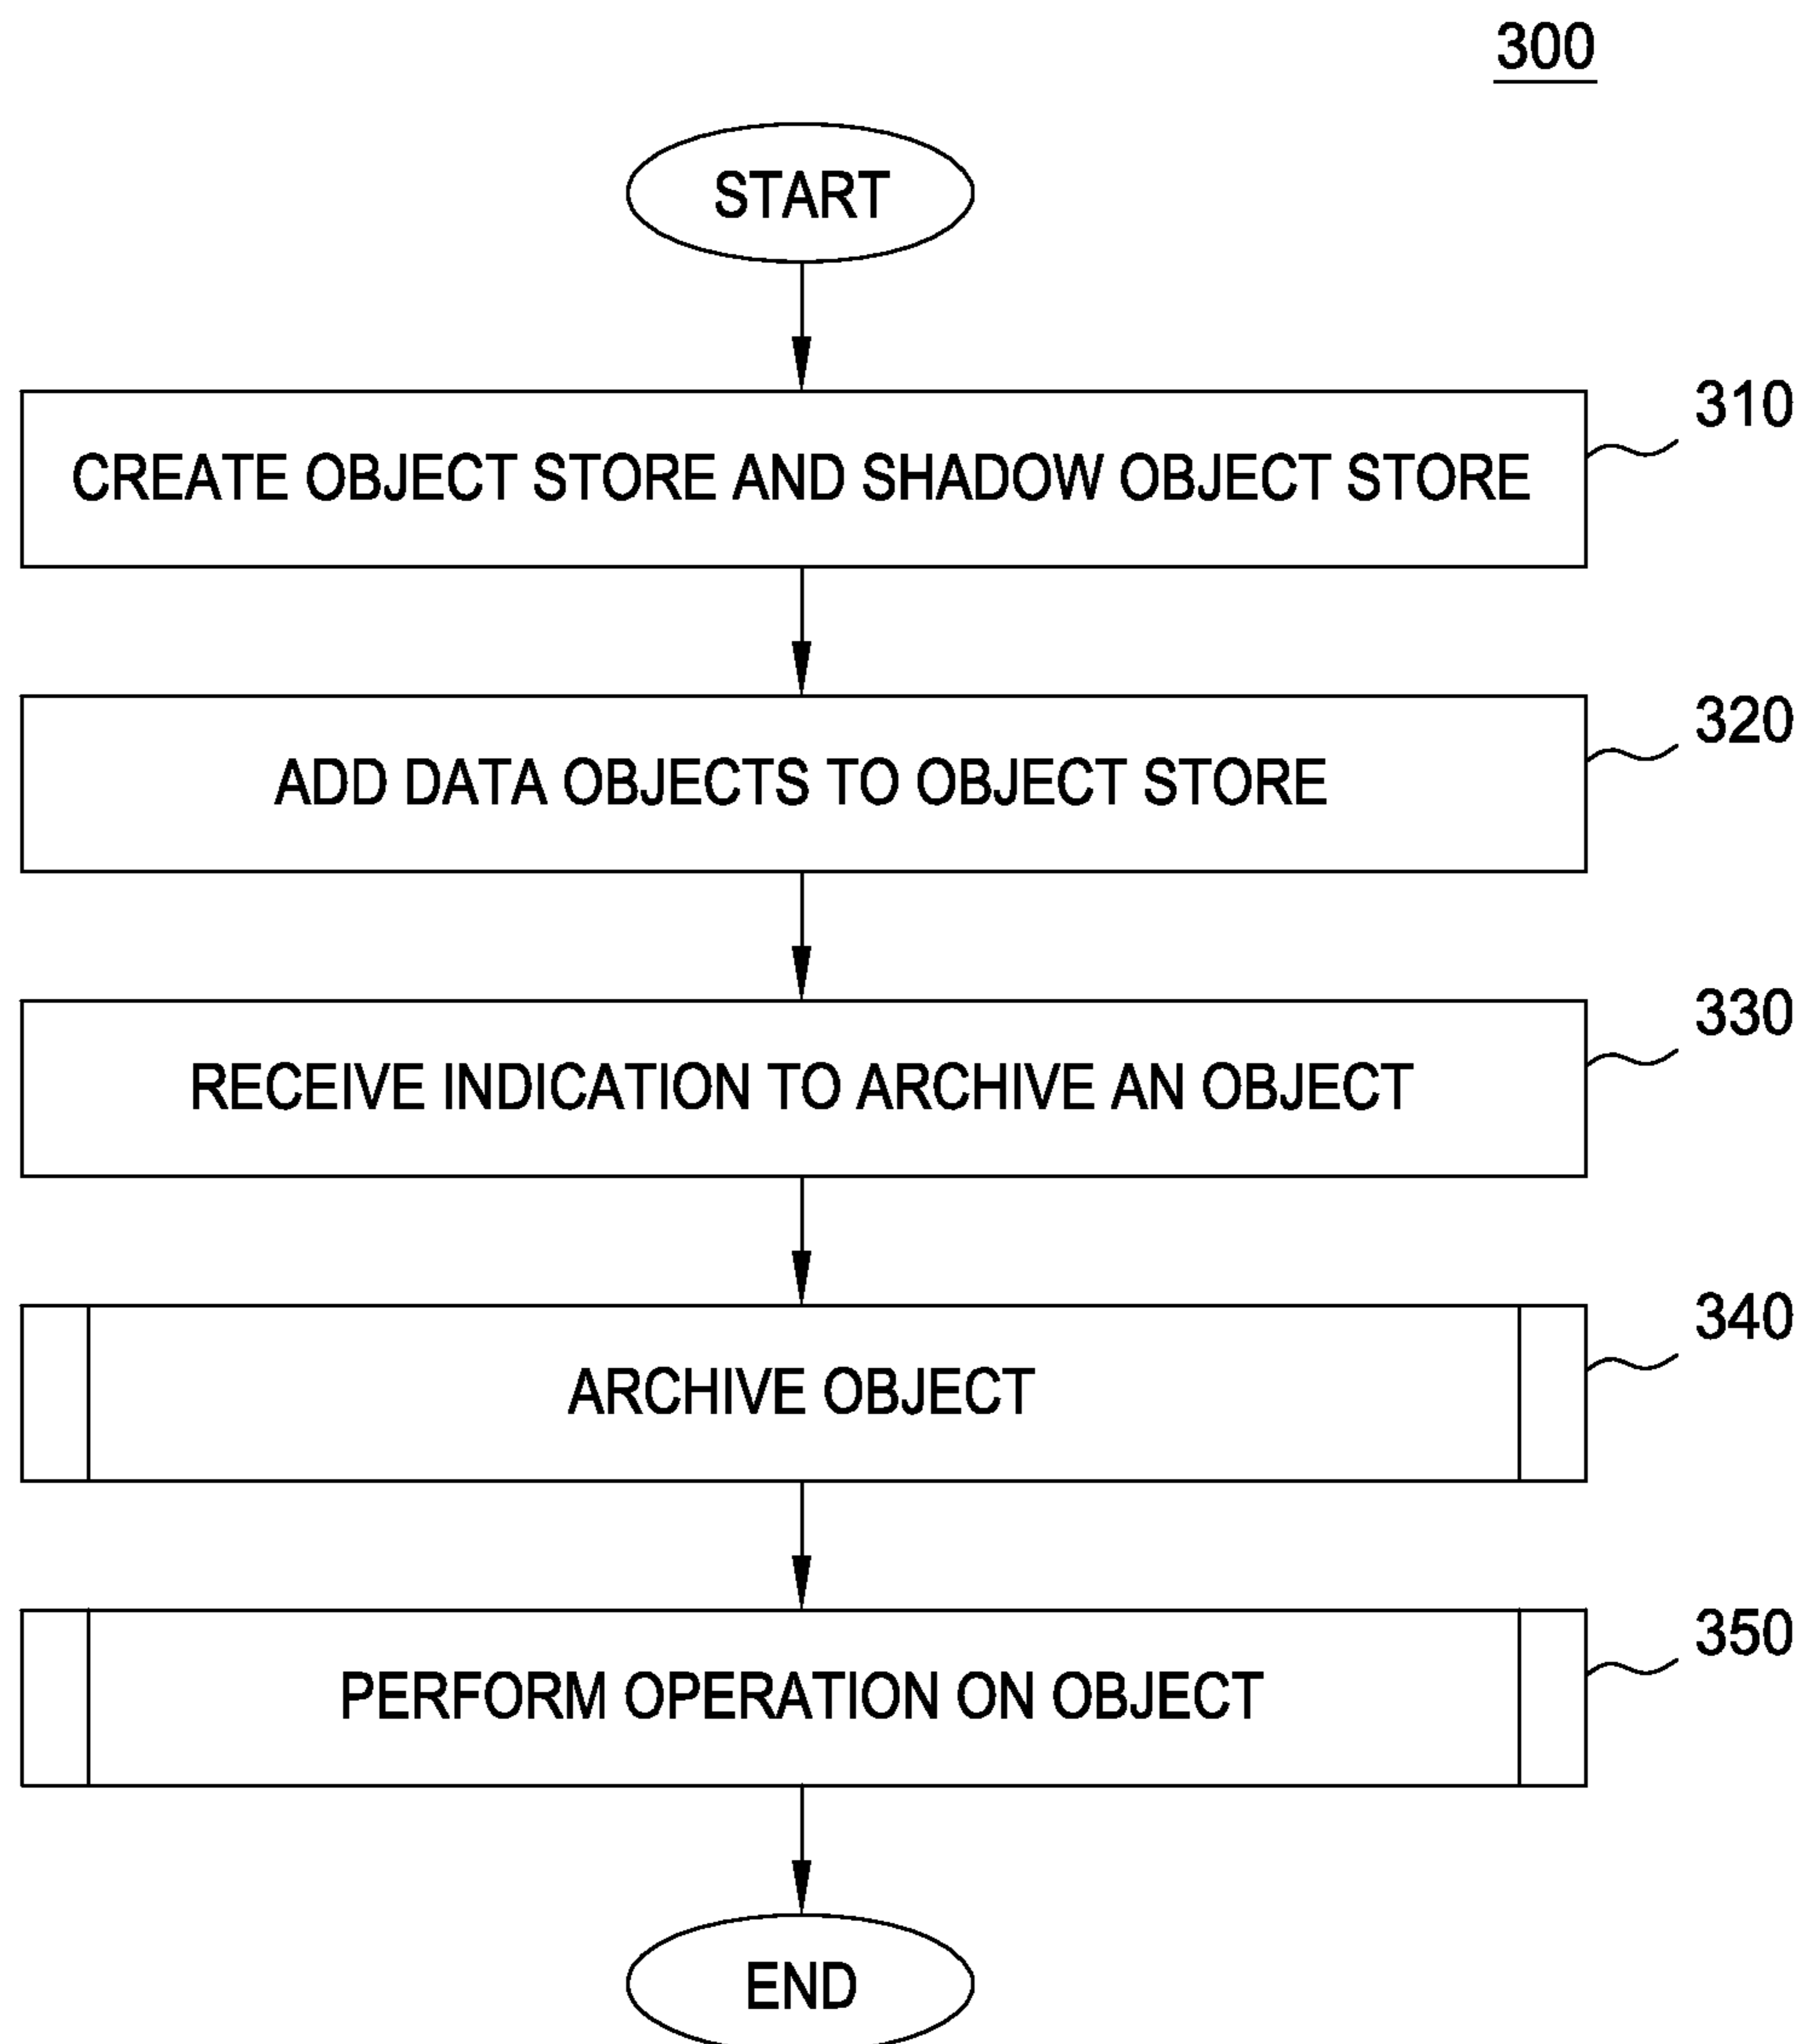 300
START
CREATE OBJECT STORE AND SHADOW OBJECT STORE
310
ADD DATA OBJECTS TO OBJECT STORE
320
RECEIVE INDICATION TO ARCHIVE AN OBJECT
330
ARCHIVE OBJECT
340
PERFORM OPERATION ON OBJECT
350
END